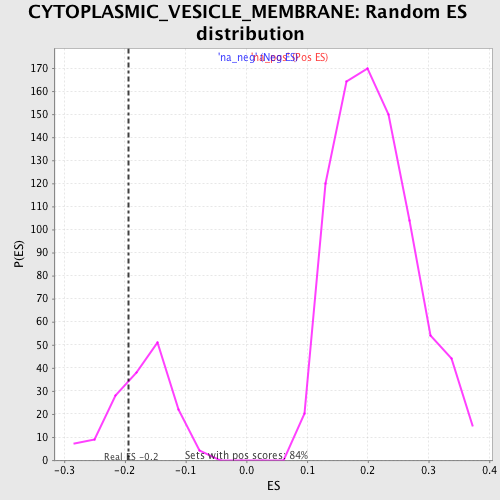 CYTOPLASMIC_VESICLE_MEMBRANE: Random ES
distribution
'na_neg' (Neg ES)
'na_pos' (Pos ES)
P(ES)
170
160
150
140
130
120
110
100
90
80
70
60
50
40
30
20
10
0
Real ES -0.2
Sets with pos scores: 84%
-0.3 -0.2 -0.1 0.0 0.1 0.2 0.3 0.4
ES